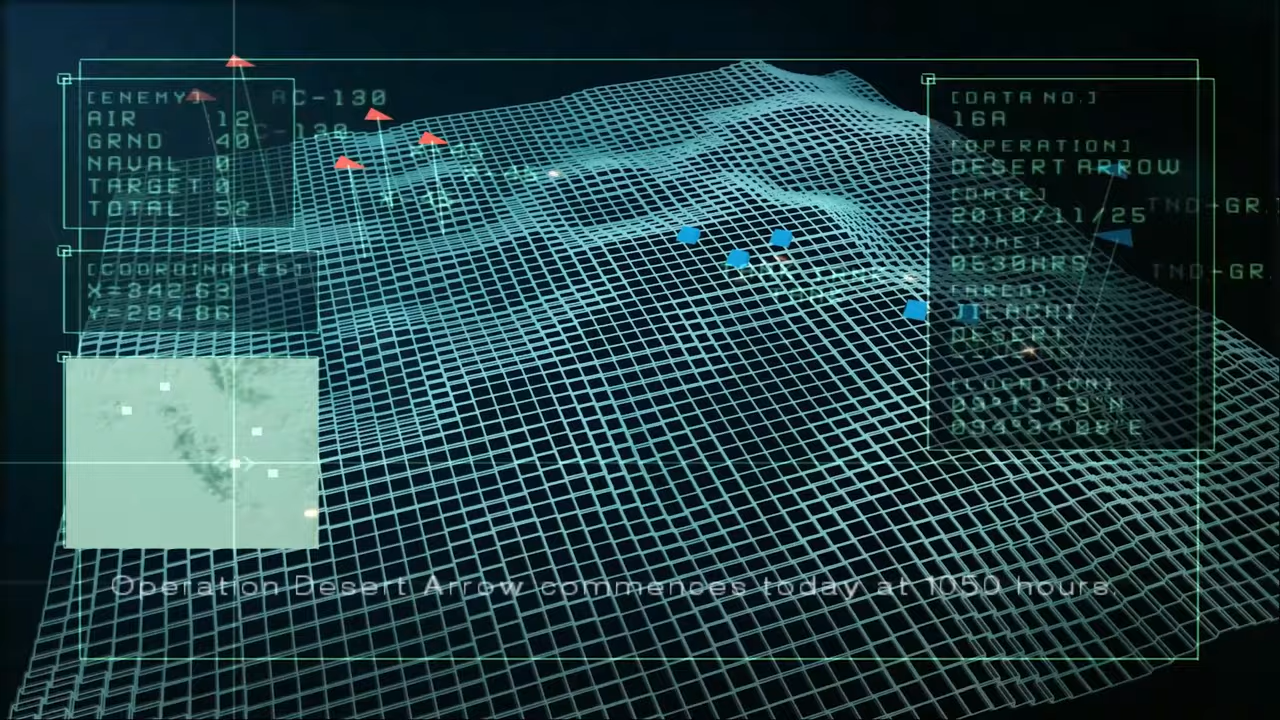 [ENEMY]
AIR 12
GRND 40
NAVAL 0
TARGET 0
TOTAL 52
AC-130
C-130
[COORDINATES]
X=342 63
Y=284 86
[DATA NO.]
16A
[OPERATION]
DESERT ARROW
[DATE]
2010/11/25
[TIME]
0630HRS
[AREA]
DESERT
[LOCATION]
TND-GR.
TND-GR.
Operation Desert Arrow commences today at 1050 hours.